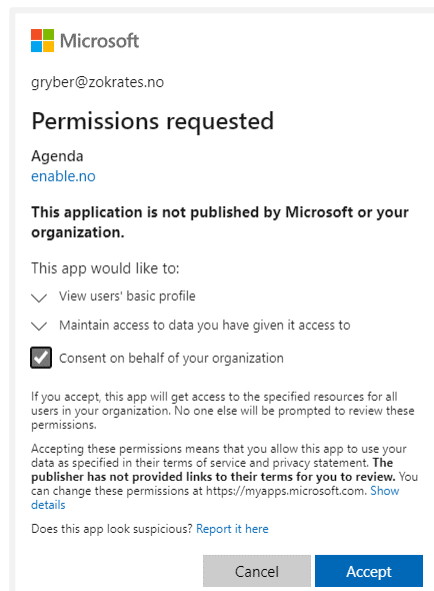 Microsoft
gryber@zokrates.no
Permissions requested
Agenda
enable.no
This application is not published by Microsoft or your
organization.
This app would like to:
View users' basic profile
Maintain access to data you have given it access to
Consent on behalf of your organization
If you accept, this app will get access to the specified resources for all
users in your organization. No one else will be prompted to review these
permissions.
Accepting these permissions means that you allow this app to use your
data as specified in their terms of service and privacy statement. The
publisher has not provided links to their terms for you to review. You
can change these permissions at https://myapps.microsoft.com. Show
details
Does this app look suspicious? Report it here
Cancel
Accept